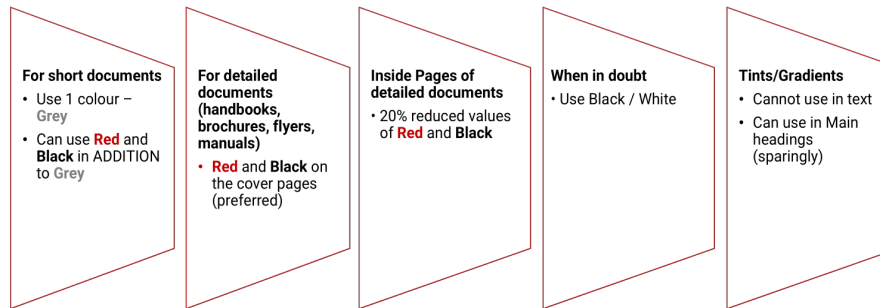 For short documents
• Use 1 colour –
Grey
• Can use Red and
Black in ADDITION
to Grey
For detailed
documents
(handbooks,
brochures, flyers,
manuals)
• Red and Black on
the cover pages
(preferred)
Inside Pages of
detailed documents
• 20% reduced values
of Red and Black
When in doubt
• Use Black / White
Tints/Gradients
• Cannot use in text
• Can use in Main
headings
(sparingly)